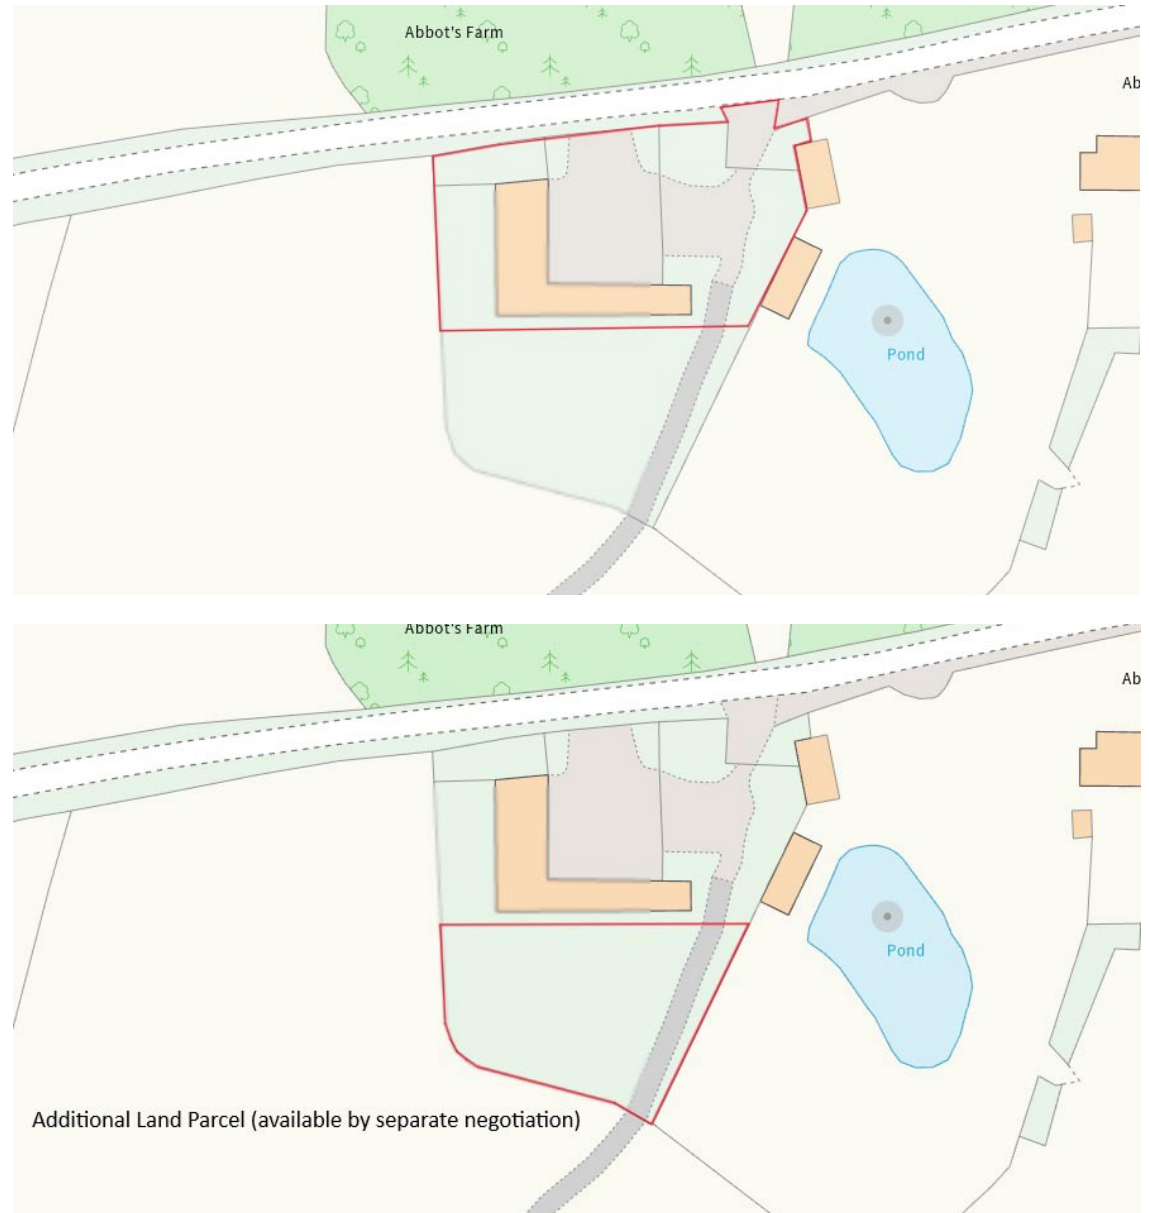 Abbot's Farm
Ab
Pond
Abbot's Farm
Ab
Pond
Additional Land Parcel (available by separate negotiation)